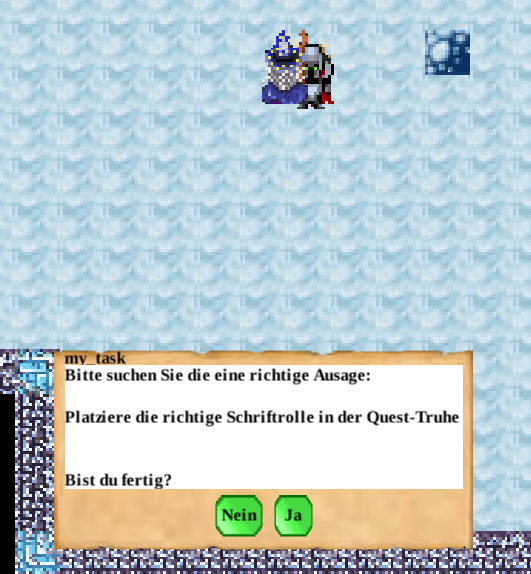 my_task
Bitte suchen Sie die eine richtige Ausage:
Platziere die richtige Schriftrolle in der Quest-Truhe
Bist du fertig?
Nein Ja